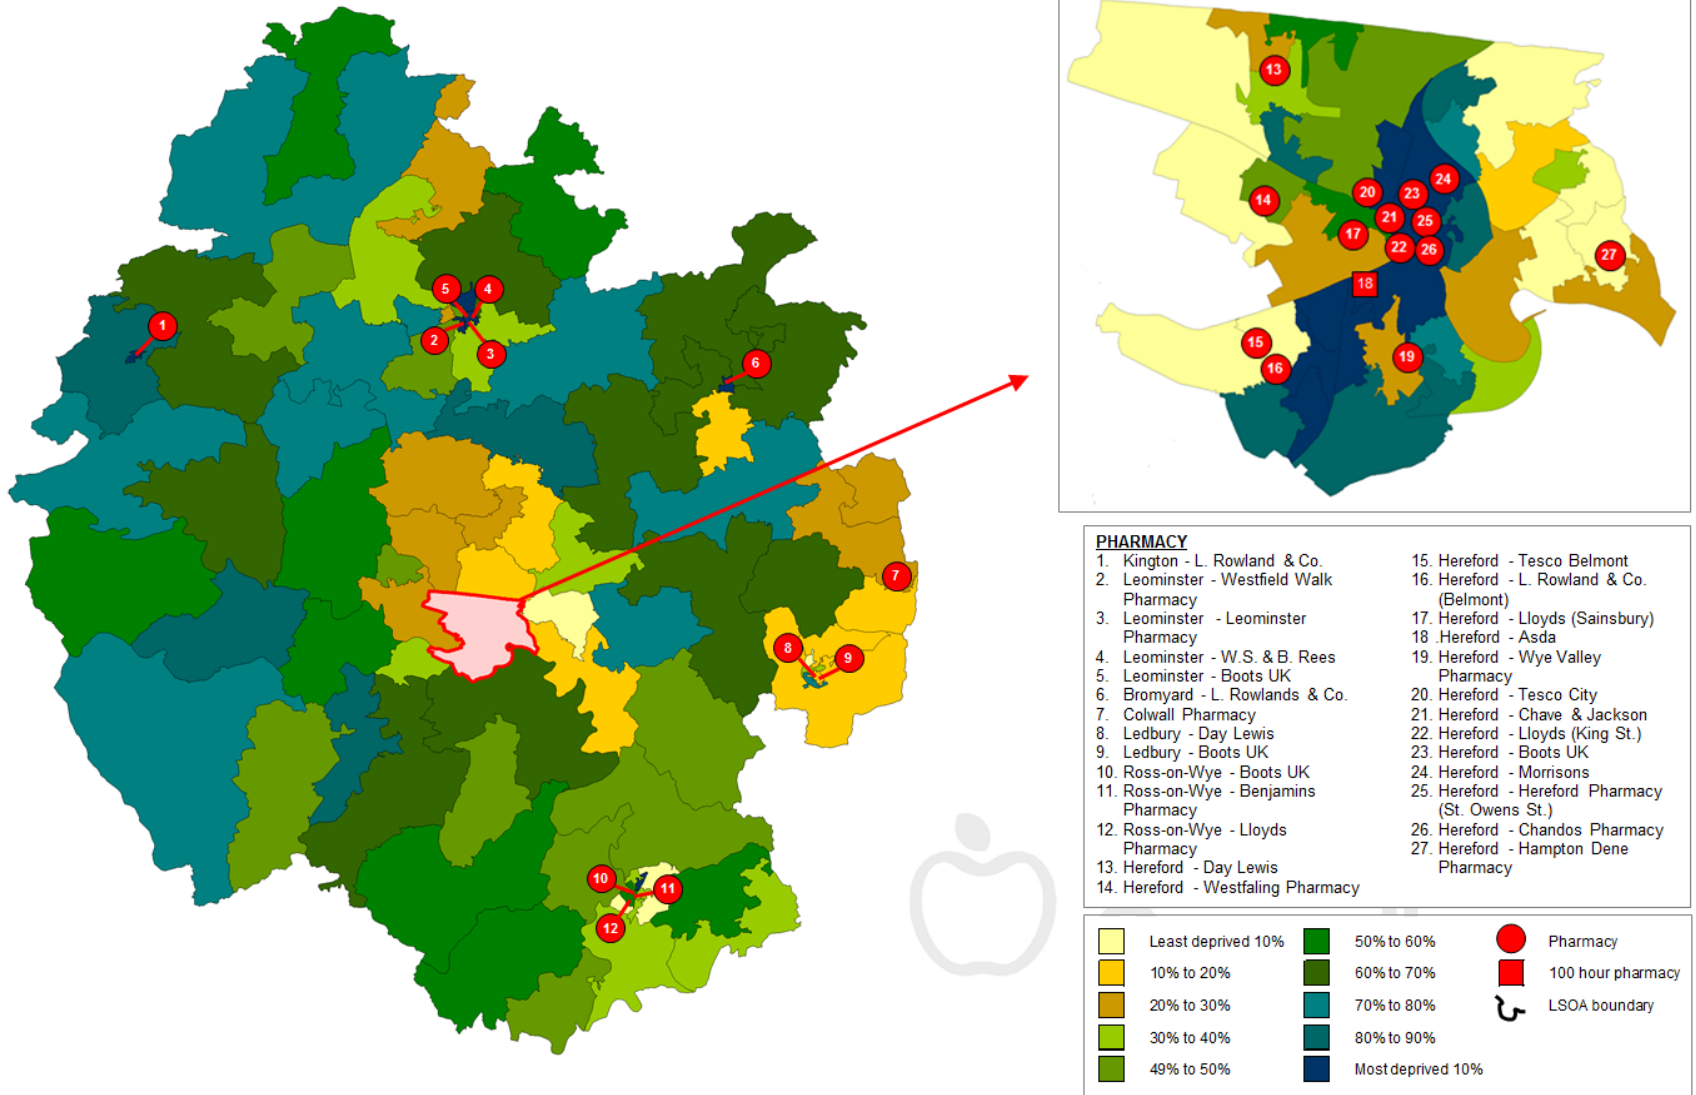 13
24
20
23
14
21
25
17
22
26
27
18
15
19
16
5
4
1
2
3
6
7
8
9
10
11
12
PHARMACY
1. Kington - L. Rowland & Co.
2. Leominster - Westfield Walk
Pharmacy
3. Leominster - Leominster
Pharmacy
4. Leominster - W.S. & B. Rees
5. Leominster - Boots UK
6. Bromyard - L. Rowlands & Co.
7. Colwall Pharmacy
8. Ledbury - Day Lewis
9. Ledbury - Boots UK
10. Ross-on-Wye - Boots UK
11. Ross-on-Wye - Benjamins
Pharmacy
12. Ross-on-Wye - Lloyds
Pharmacy
13. Hereford - Day Lewis
14. Hereford - Westfaling Pharmacy
15. Hereford - Tesco Belmont
16. Hereford - L. Rowland & Co.
(Belmont)
17. Hereford - Lloyds (Sainsbury)
18 .Hereford - Asda
19. Hereford - Wye Valley
Pharmacy
20. Hereford - Tesco City
21. Hereford - Chave & Jackson
22. Hereford - Lloyds (King St.)
23. Hereford - Boots UK
24. Hereford - Morrisons
25. Hereford - Hereford Pharmacy
(St. Owens St.)
26. Hereford - Chandos Pharmacy
27. Hereford - Hampton Dene
Pharmacy
Least deprived 10%
10% to 20%
20% to 30%
30% to 40%
49% to 50%
50% to 60%
60% to 70%
70% to 80%
80% to 90%
Most deprived 10%
Pharmacy
100 hour pharmacy
LSOA boundary